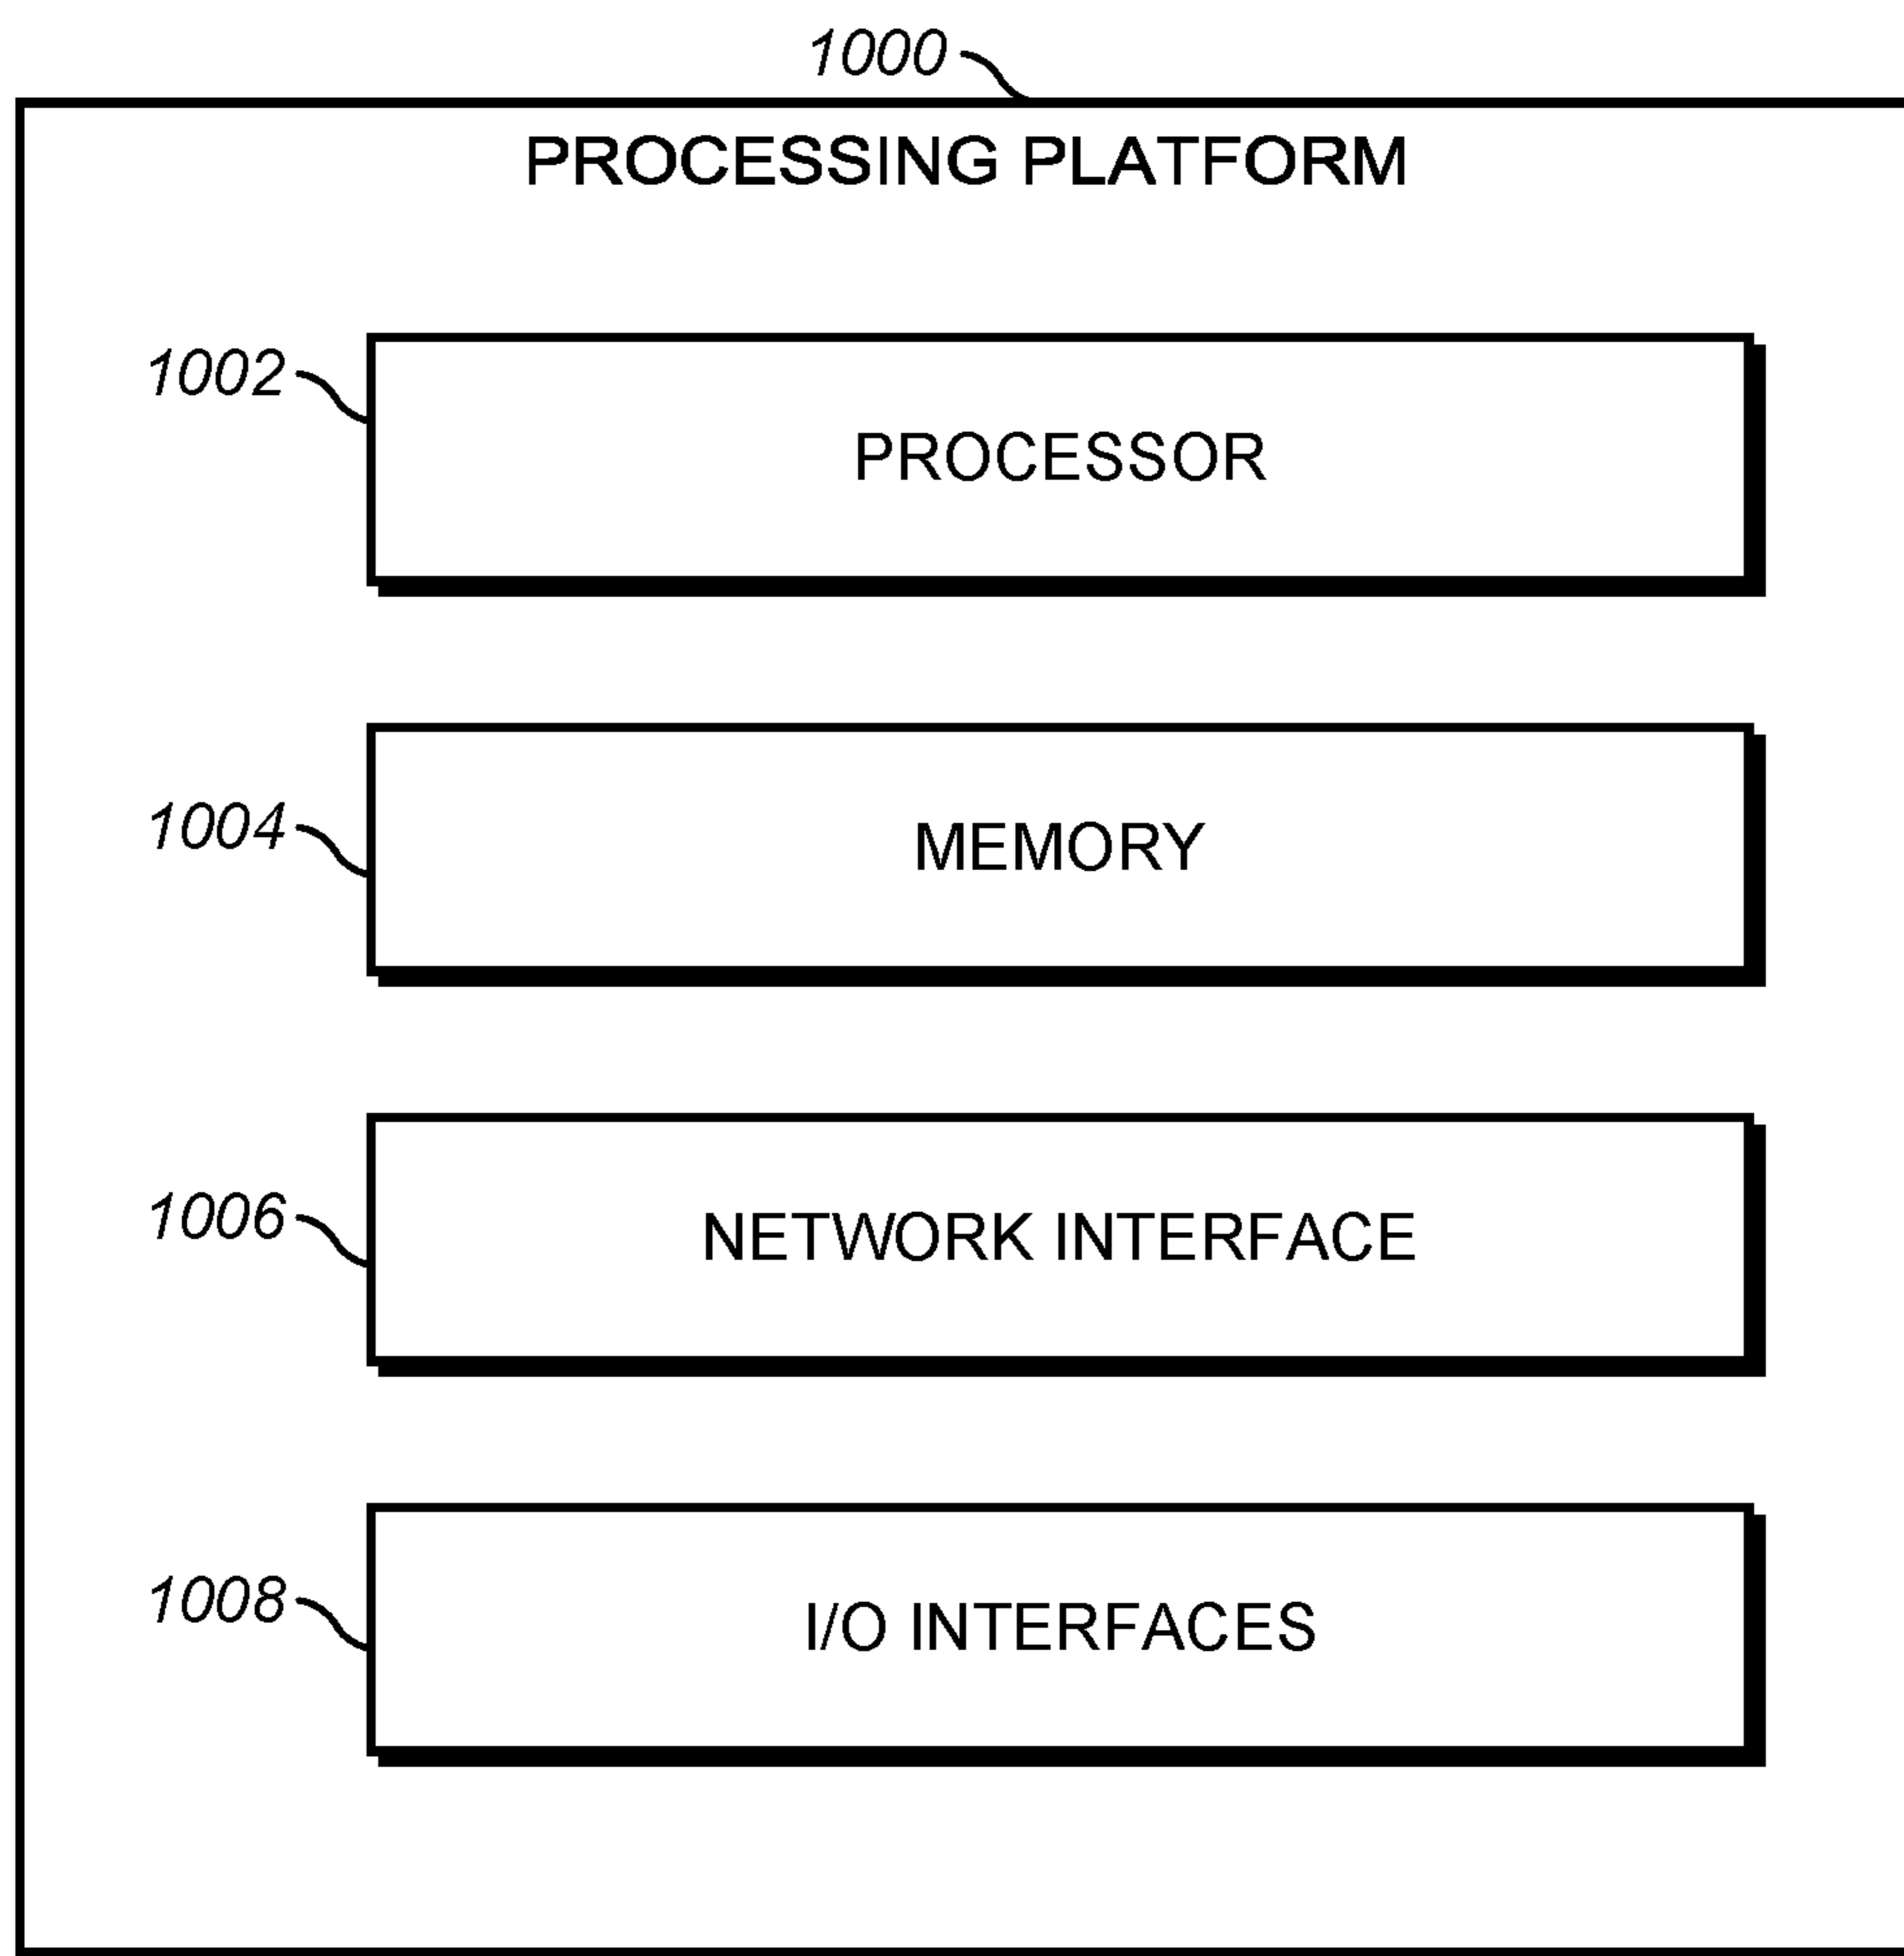 1000
PROCESSING PLATFORM
1002
PROCESSOR
1004
MEMORY
1006
NETWORK INTERFACE
1008
I/O INTERFACES